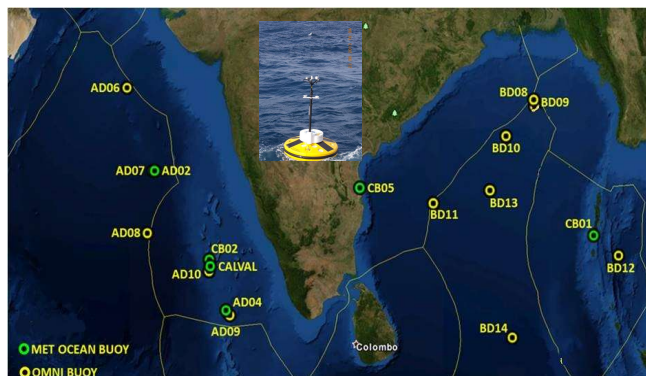 AD06
BD08
BD09
BD10
AD07 AD02
CB05
BD13
BD11
AD08
CB01
CB02
CALVAL
AD10
BD12
AD04
AD09
BD14
MET OCEAN BUOY
Colombo
OMNI BUOY